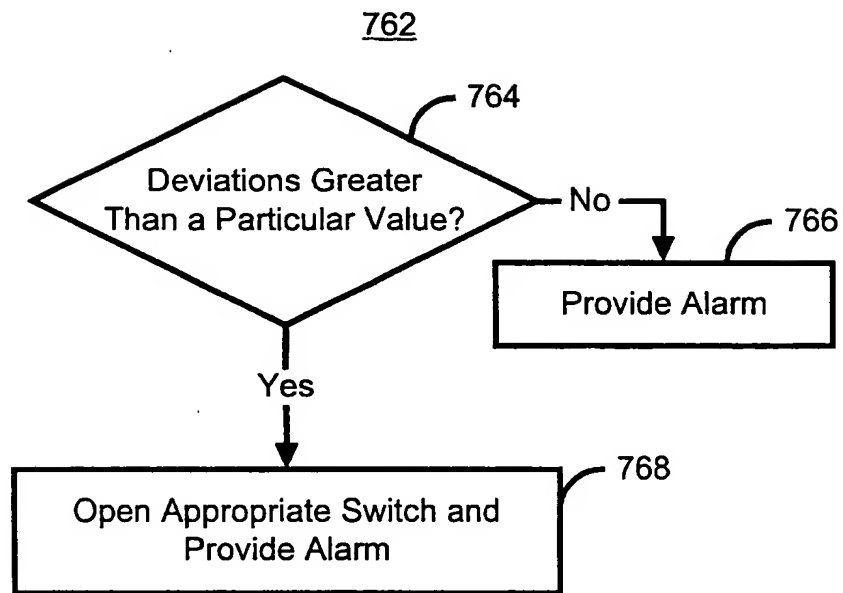 762
764
Deviations Greater
Than a Particular Value?
No
766
Provide Alarm
Yes
768
Open Appropriate Switch and
Provide Alarm